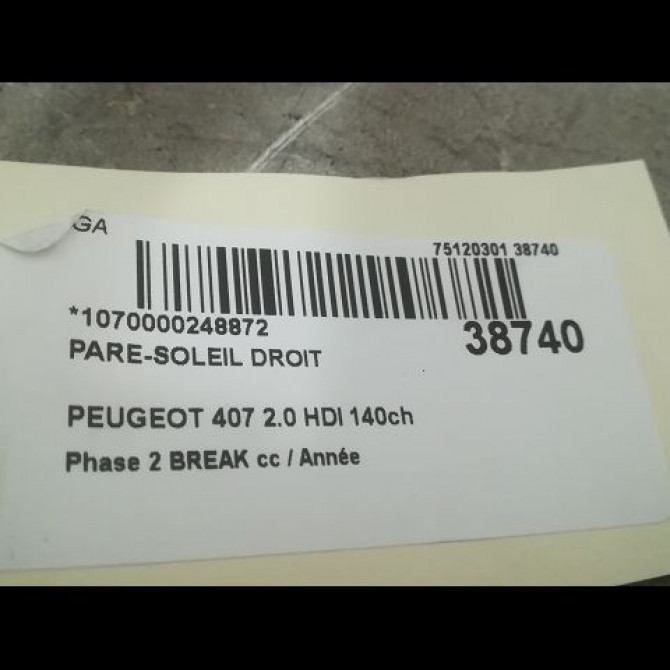 GA
75120301 38740
*1070000248872
38740
PARE-SOLEIL DROIT
PEUGEOT 407 2.0 HDI 140ch
Phase 2 BREAK cc / Année